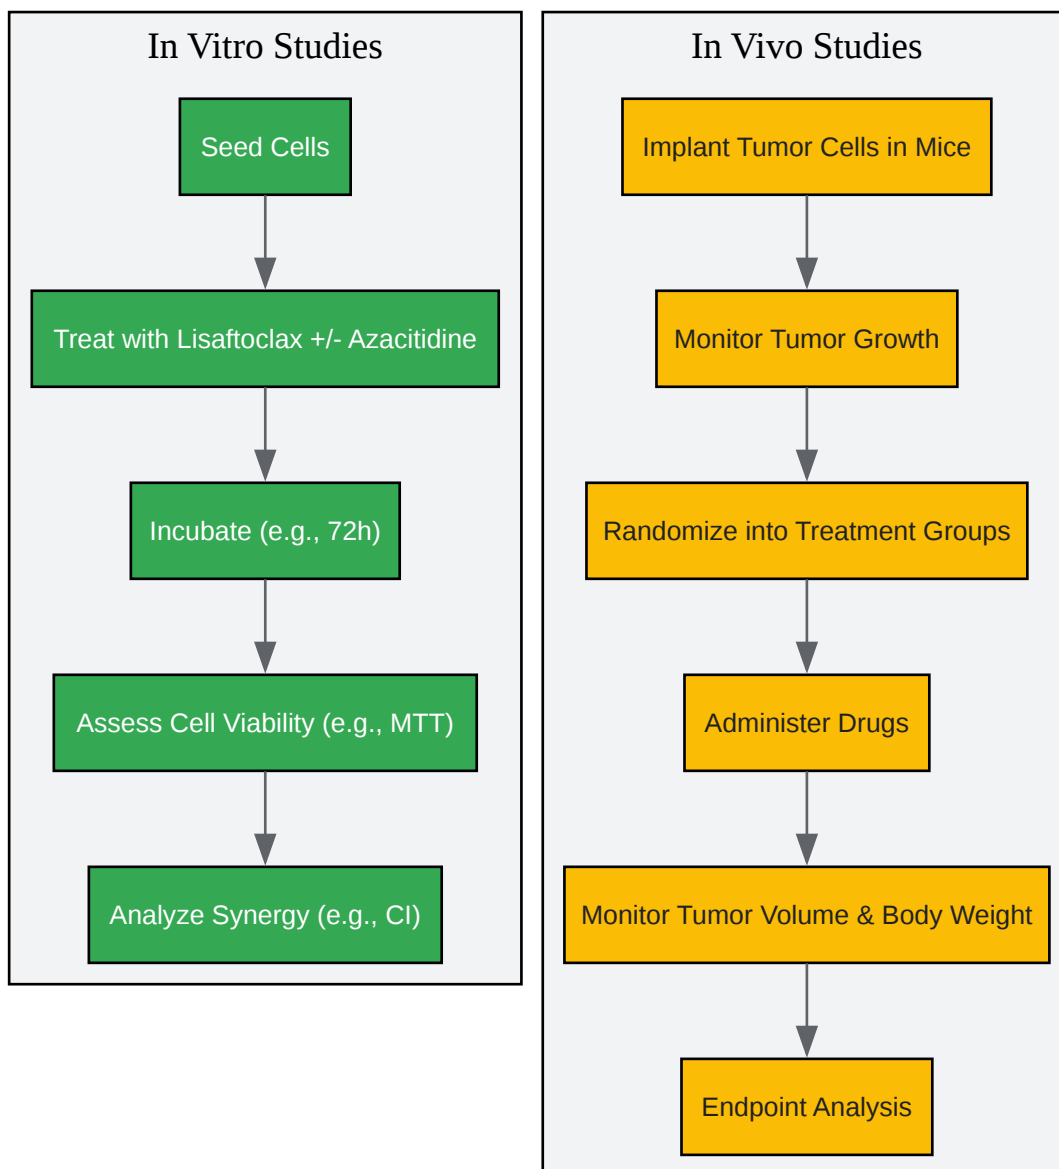 In Vitro Studies
Seed Cells
Treat with Lisaftoclax +/- Azacitidine
Incubate (e.g., 72h)
Assess Cell Viability (e.g., MTT)
Analyze Synergy (e.g., CI)
In Vivo Studies
Implant Tumor Cells in Mice
Monitor Tumor Growth
Randomize into Treatment Groups
Administer Drugs
Monitor Tumor Volume & Body Weight
Endpoint Analysis